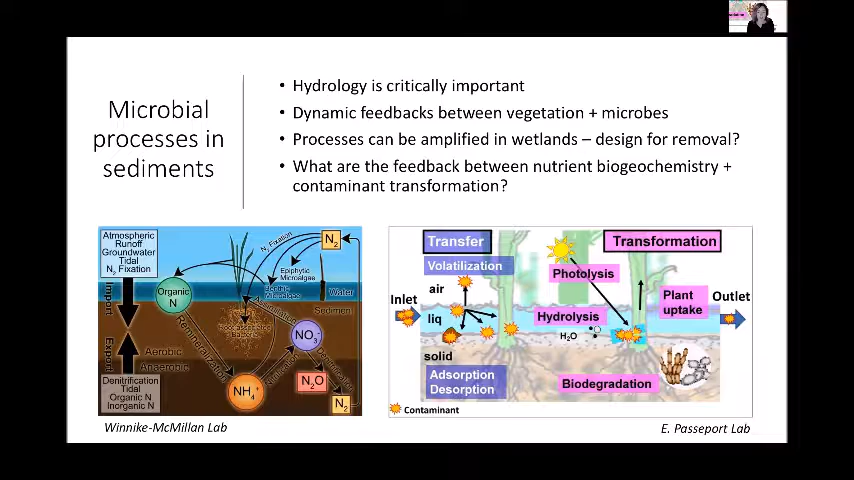 Microbial
processes in
sediments
• Hydrology is critically important
• Dynamic feedbacks between vegetation + microbes
• Processes can be amplified in wetlands – design for removal?
• What are the feedback between nutrient biogeochemistry +
contaminant transformation?
Atmospheric
Runoff
Groundwater
Tidal
N₂ Fixation
Import
Export
Denitrification
Tidal
Organic N
Inorganic N
Aerobic
Anaerobic
Organic
N
Remineralization
NH₄⁺
N₂ Fixation
N₂
Epiphytic
Microalgae
Benthic
Microalgae
Water
Sediment
NO₃⁻
N₂O
N₂
Winnike-McMillan Lab
Transfer
Volatilization
air
Inlet
liq
solid
Adsorption
Desorption
Contaminant
Transformation
Photolysis
Hydrolysis
H₂O
Plant
uptake
Outlet
Biodegradation
E. Passeport Lab